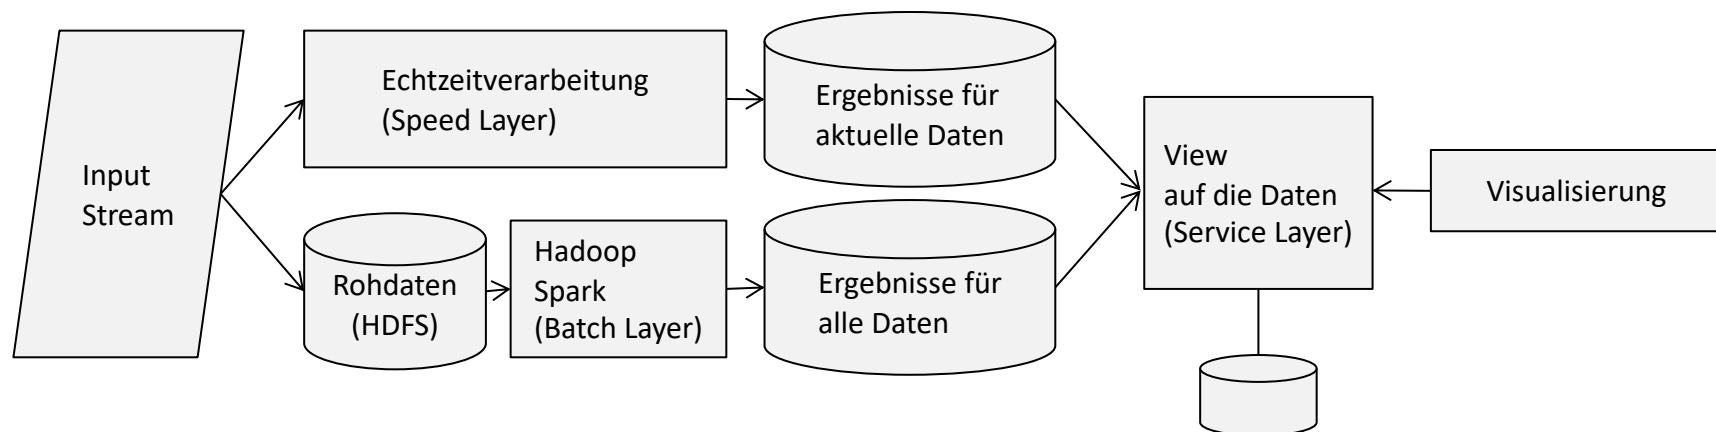 Input
Stream
Echtzeitverarbeitung
(Speed Layer)
Ergebnisse für
aktuelle Daten
Rohdaten
(HDFS)
Hadoop
Spark
(Batch Layer)
Ergebnisse für
alle Daten
View
auf die Daten
(Service Layer)
Visualisierung